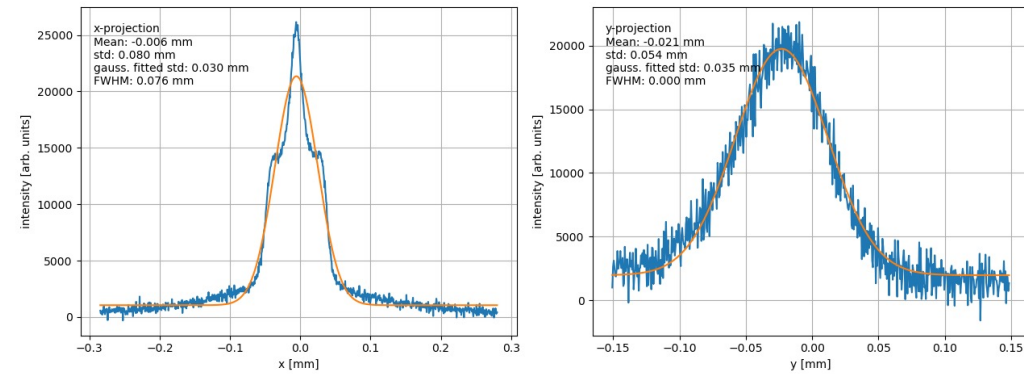 x-projection
Mean: -0.006 mm
std: 0.080 mm
gauss. fitted std: 0.030 mm
FWHM: 0.076 mm
intensity [arb. units]
25000
20000
15000
10000
5000
0
−0.3 −0.2 −0.1 0.0 0.1 0.2 0.3
x [mm]
y-projection
Mean: -0.021 mm
std: 0.054 mm
gauss. fitted std: 0.035 mm
FWHM: 0.000 mm
intensity [arb. units]
20000
15000
10000
5000
0
−0.15 −0.10 −0.05 0.00 0.05 0.10 0.15
y [mm]